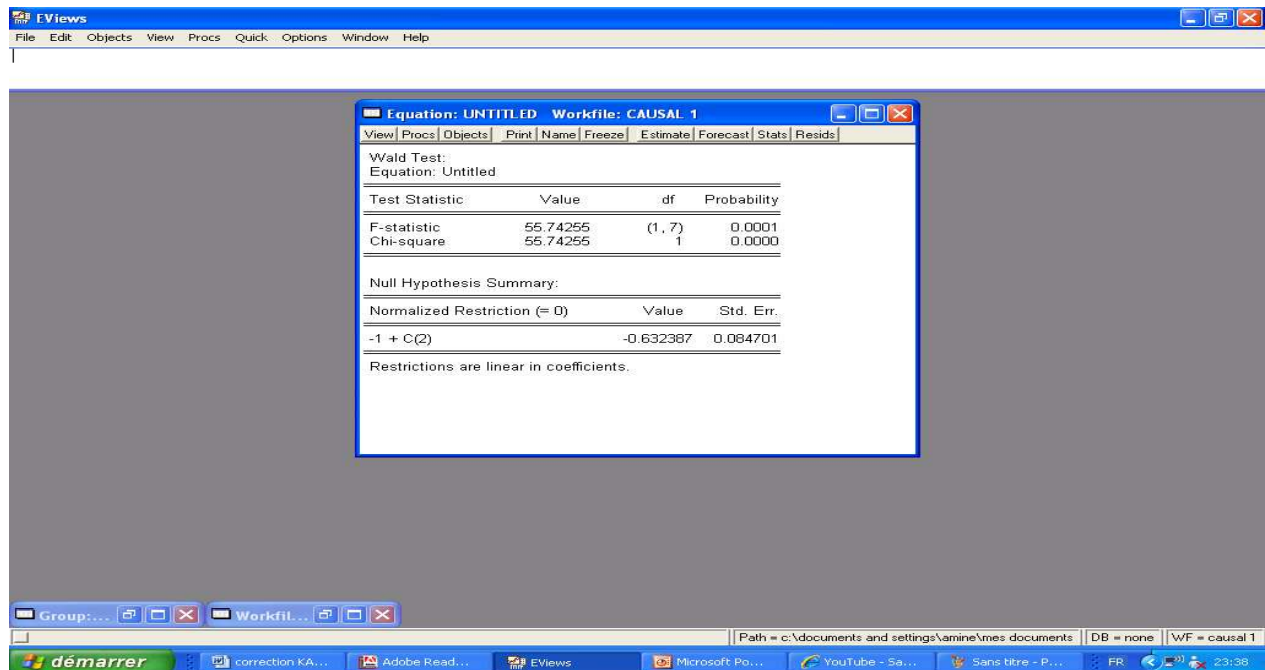 EViews
File Edit Objects View Procs Quick Options Window Help
Equation: UNTITLED Workfile: CAUSAL 1
View Procs Objects Print Name Freeze Estimate Forecast Stats Resids
Wald Test:
Equation: Untitled
Test Statistic Value df Probability
F-statistic 55.74255 (1, 7) 0.0001
Chi-square 55.74255 1 0.0000
Null Hypothesis Summary:
Normalized Restriction (= 0) Value Std. Err.
-1 + C(2) -0.632387 0.084701
Restrictions are linear in coefficients.
Group:... Workfil...
Path = c:\documents and settings\amine\mes documents DB = none WF = causal 1
démarrer correction KA... Adobe Read... EViews Microsoft Po... YouTube - Sa... Sans titre - P... FR 23:38